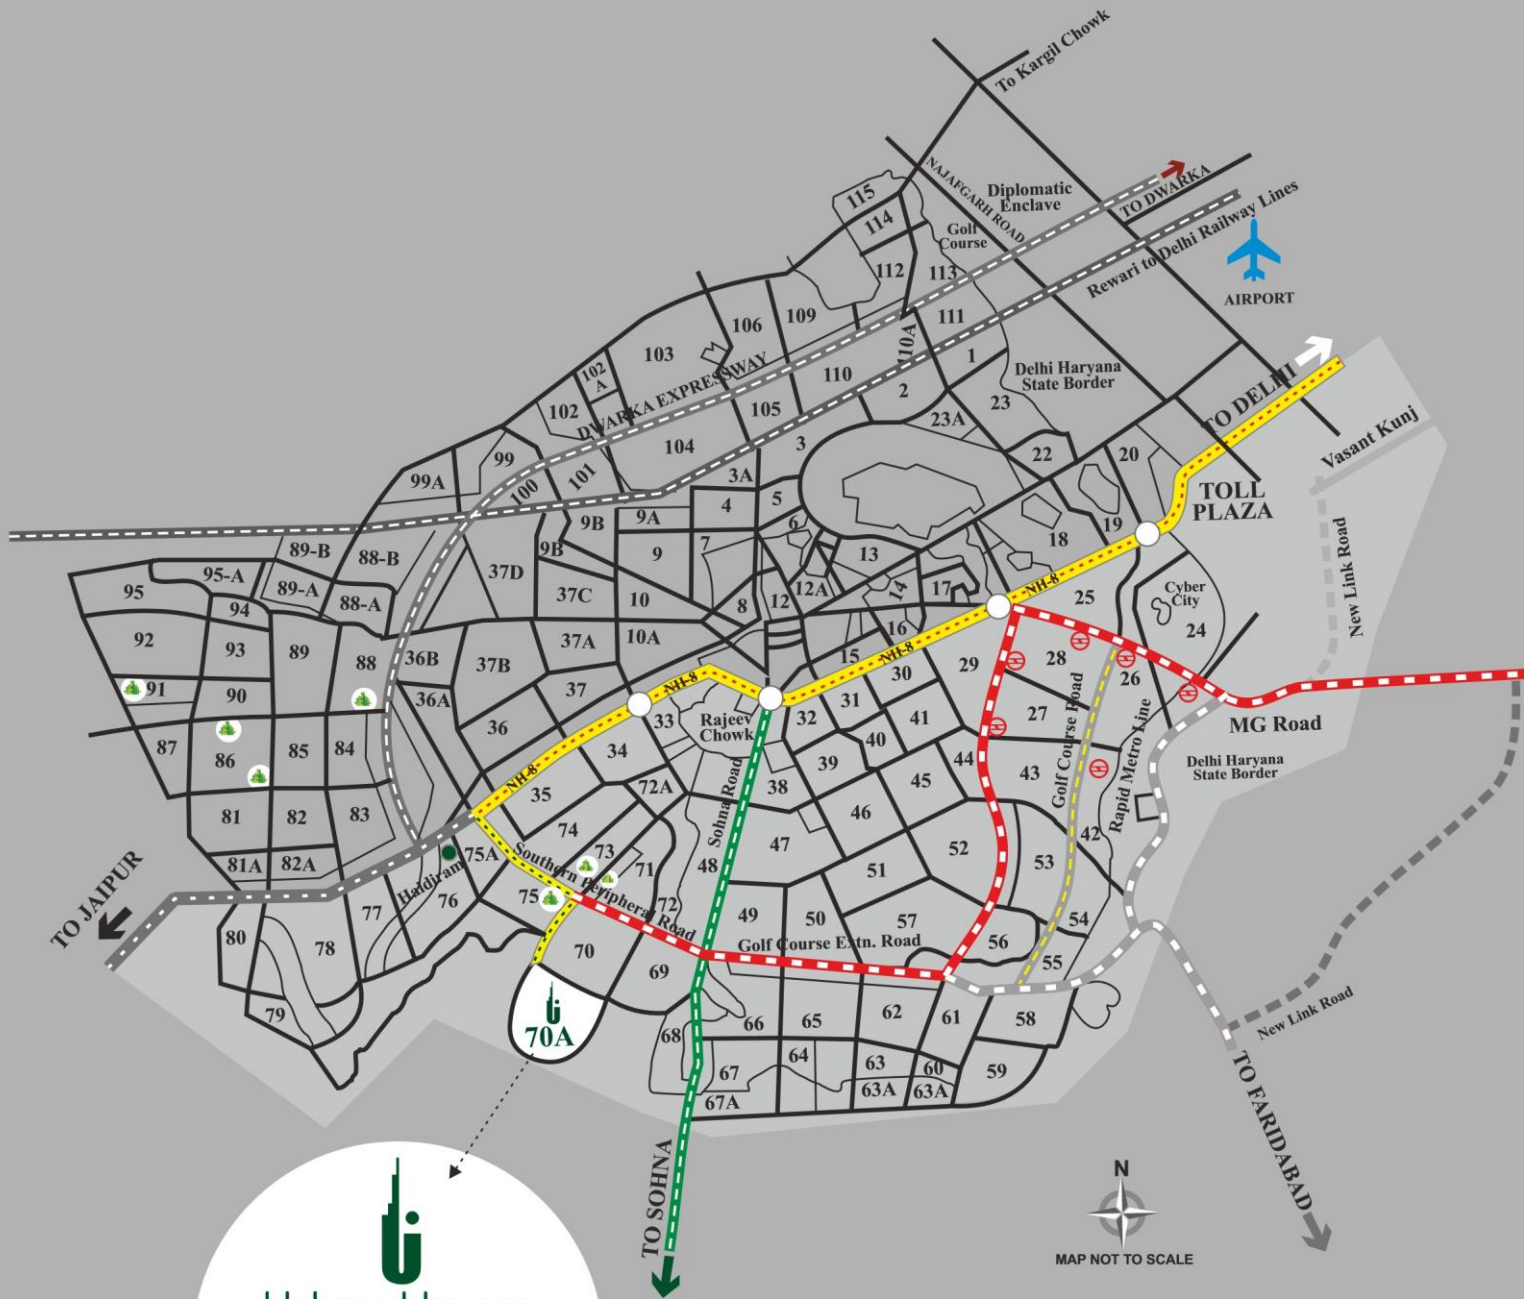 To Kargil Chowk
NAJAFGARH ROAD
Diplomatic
Enclave
TO DWARKA
Rewari to Delhi Railway Lines
AIRPORT
115
114
Golf
Course
112
113
111
110A
109
106
103
102
A
102
DWARKA EXPRESSWAY
110
105
104
1
2
Delhi Haryana
State Border
23
23A
22
20
TO DELHI
Vasant Kunj
TOLL
PLAZA
New Link Road
3
3A
4
5
6
7
8
9
9A
9B
9B
99
99A
100
101
10
10A
12
12A
13
14
15
16
17
18
19
NH-8
NH-8
NH-8
NH-8
25
Cyber
City
24
89-B
88-B
95-A
89-A
88-A
95
94
92
93
89
88
91
90
87
86
85
84
81
82
83
81A
82A
37D
37C
37A
37B
37
36B
36A
36
35
34
33
Rajeev
Chowk
32
31
30
29
28
27
26
Golf Course Road
Rapid Metro Line
MG Road
Delhi Haryana
State Border
38
39
40
41
42
43
44
45
46
47
48
Sohna Road
72A
74
73
71
72
75A
75
Southern Peripheral Road
Haldiram
76
77
78
79
80
TO JAIPUR
49
50
51
52
53
54
55
56
57
Golf Course Extn. Road
70
69
70A
68
66
65
62
61
58
67
64
63
60
59
67A
63A
63A
New Link Road
TO FARIDABAD
TO SOHNA
N
MAP NOT TO SCALE